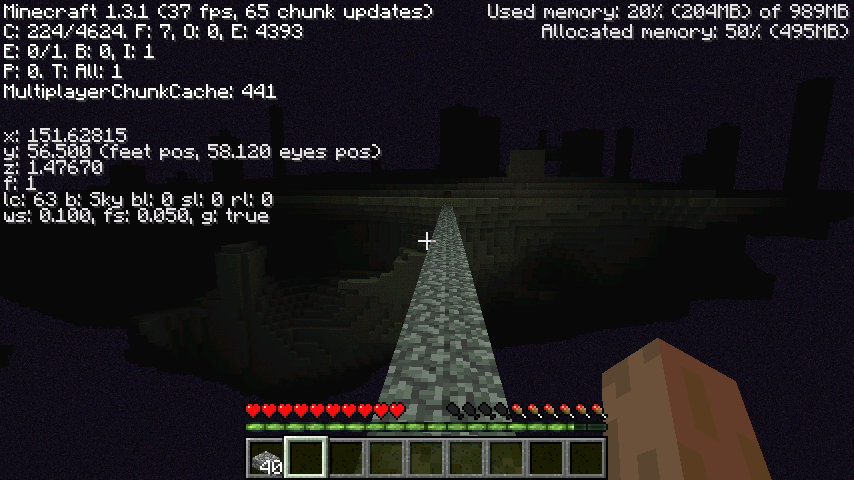 Minecraft 1.3.1 (37 fps, 65 chunk updates)
C: 224/4624. F: 7, O: 0, E: 4393
E: 0/1. B: 0, I: 1
P: 0. T: All: 1
MultiplayerChunkCache: 441
x: 151.62815
y: 56.500 (feet pos, 58.120 eyes pos)
z: 1.47670
f: 1
lc: 63 b: Sky bl: 0 sl: 0 rl: 0
ws: 0.100, fs: 0.050, g: true
Used memory: 20% (204MB) of 989MB
Allocated memory: 50% (495MB)
40